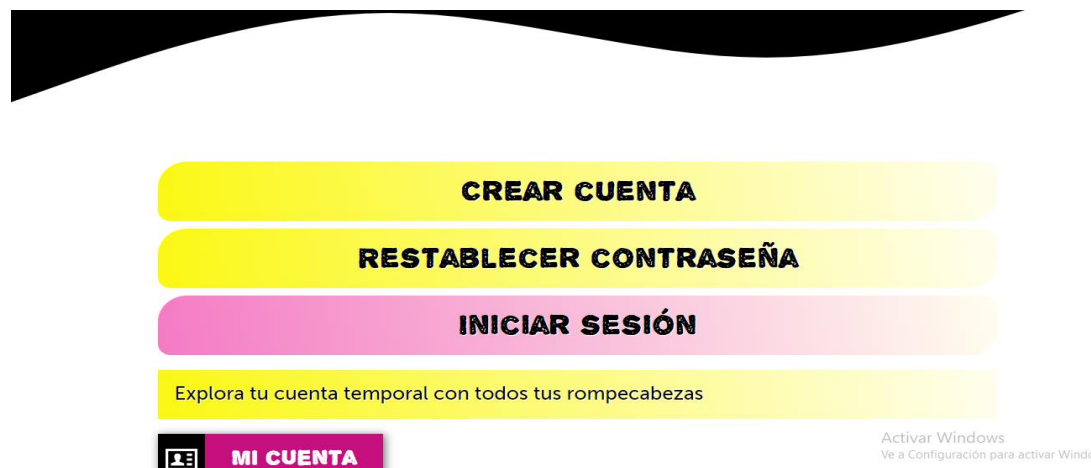 CREAR CUENTA
RESTABLECER CONTRASEÑA
INICIAR SESIÓN
Explora tu cuenta temporal con todos tus rompecabezas
MI CUENTA
Activar Windows
Ve a Configuración para activar Wind